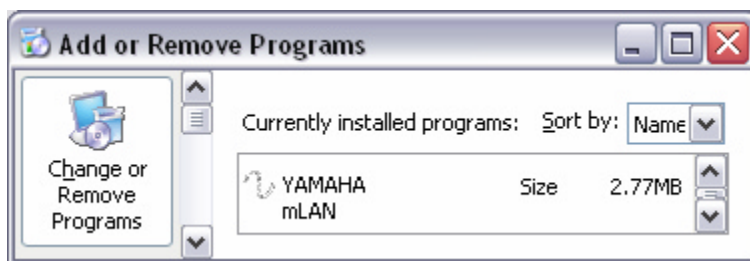 Add or Remove Programs
Change or
Remove
Programs
Currently installed programs: Sort by: Name
YAMAHA Size 2.77MB
mLAN